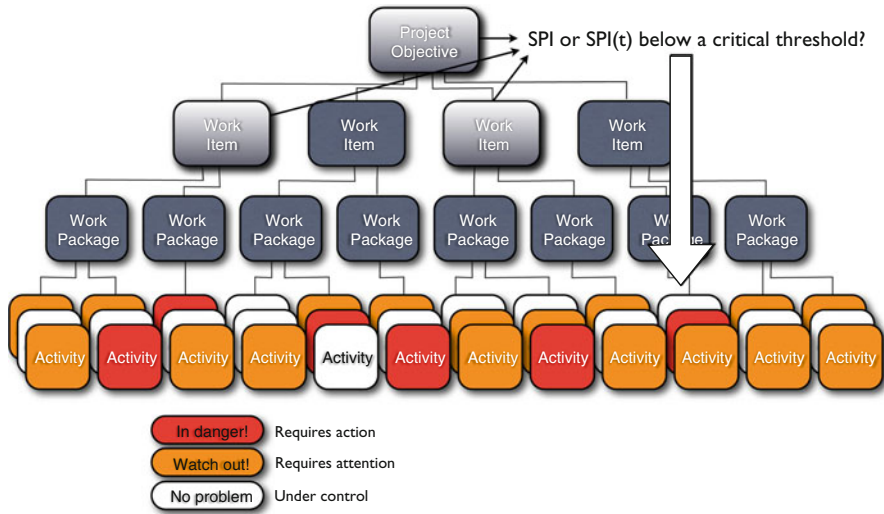 Project
Objective
SPI or SPI(t) below a critical threshold?
Work
Item
Work
Item
Work
Item
Work
Item
Work
Package
Work
Package
Work
Package
Work
Package
Work
Package
Work
Package
Work
Package
Work
Package
Activity
Activity
Activity
Activity
Activity
Activity
Activity
Activity
Activity
Activity
Activity
Activity
In danger!
Requires action
Watch out!
Requires attention
No problem
Under control